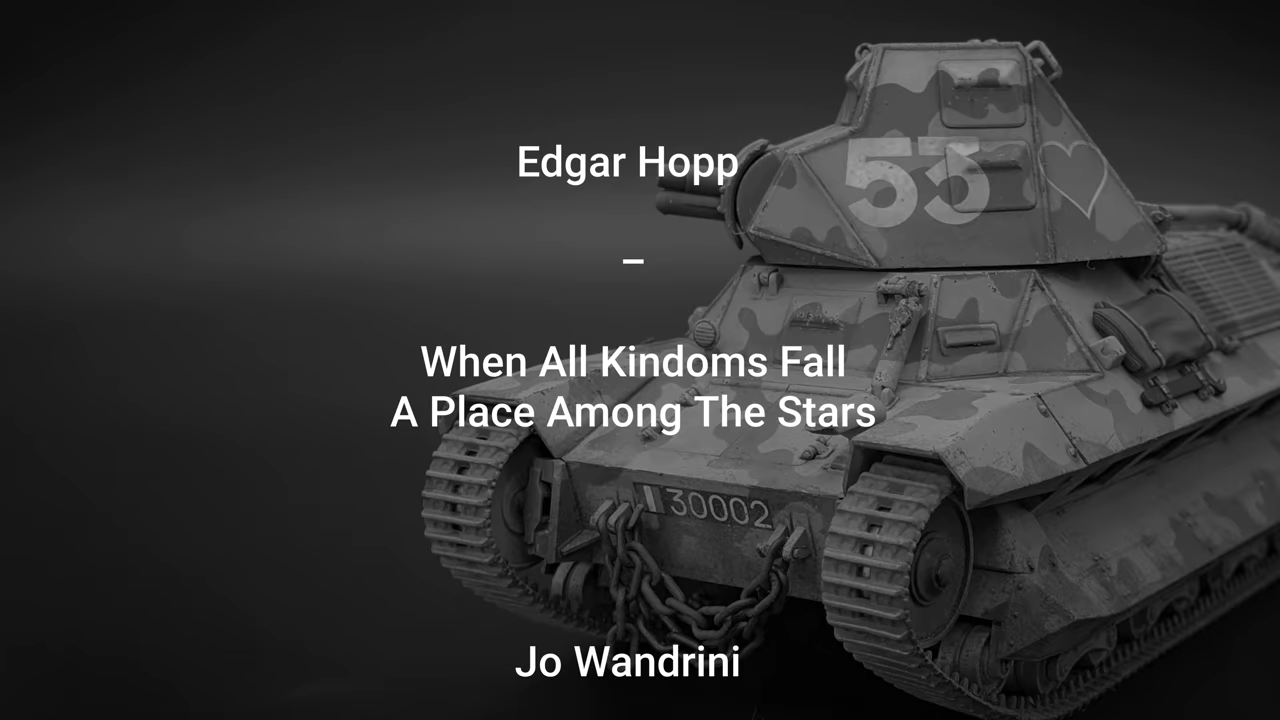 Edgar Hopp
–
When All Kindoms Fall
A Place Among The Stars
Jo Wandrini
53
30002